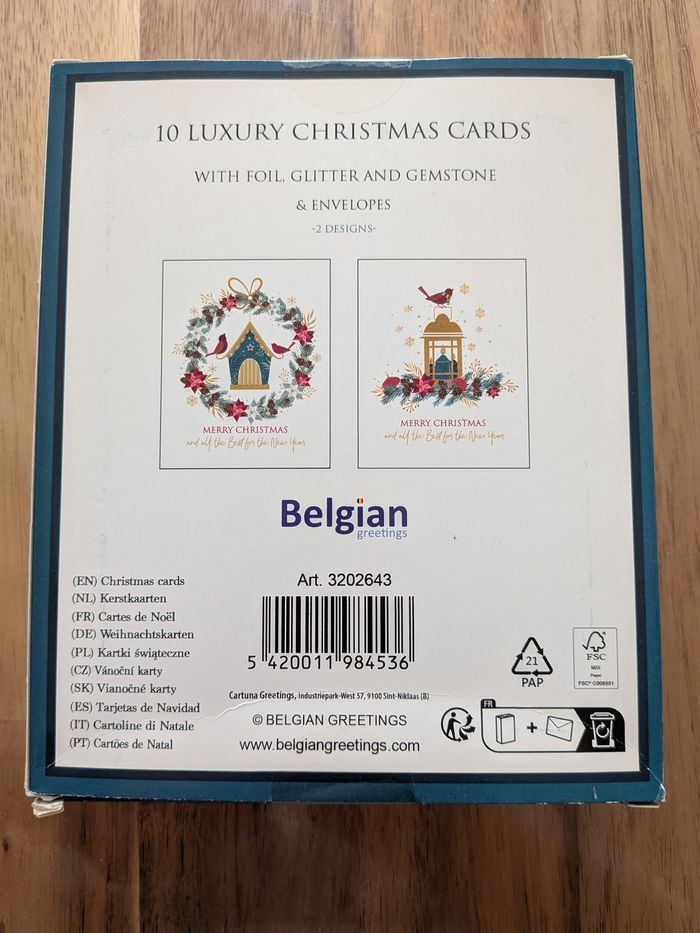 10 LUXURY CHRISTMAS CARDS
WITH FOIL, GLITTER AND GEMSTONE
& ENVELOPES
-2 DESIGNS-
MERRY CHRISTMAS
and all the Best for the New Year
MERRY CHRISTMAS
and all the Best for the New Year
Belgian
greetings
(EN) Christmas cards
(NL) Kerstkaarten
(FR) Cartes de Noël
(DE) Weihnachtskarten
(PL) Kartki świąteczne
(CZ) Vánoční karty
(SK) Vianočné karty
(ES) Tarjetas de Navidad
(IT) Cartoline di Natale
(PT) Cartões de Natal
Art. 3202643
5 420011 984536
Cartuna Greetings, Industriepark-West 57, 9100 Sint-Niklaas (B)
© BELGIAN GREETINGS
www.belgiangreetings.com
21
PAP
FSC
MIX
Paper
FSC® C008551
FR
+